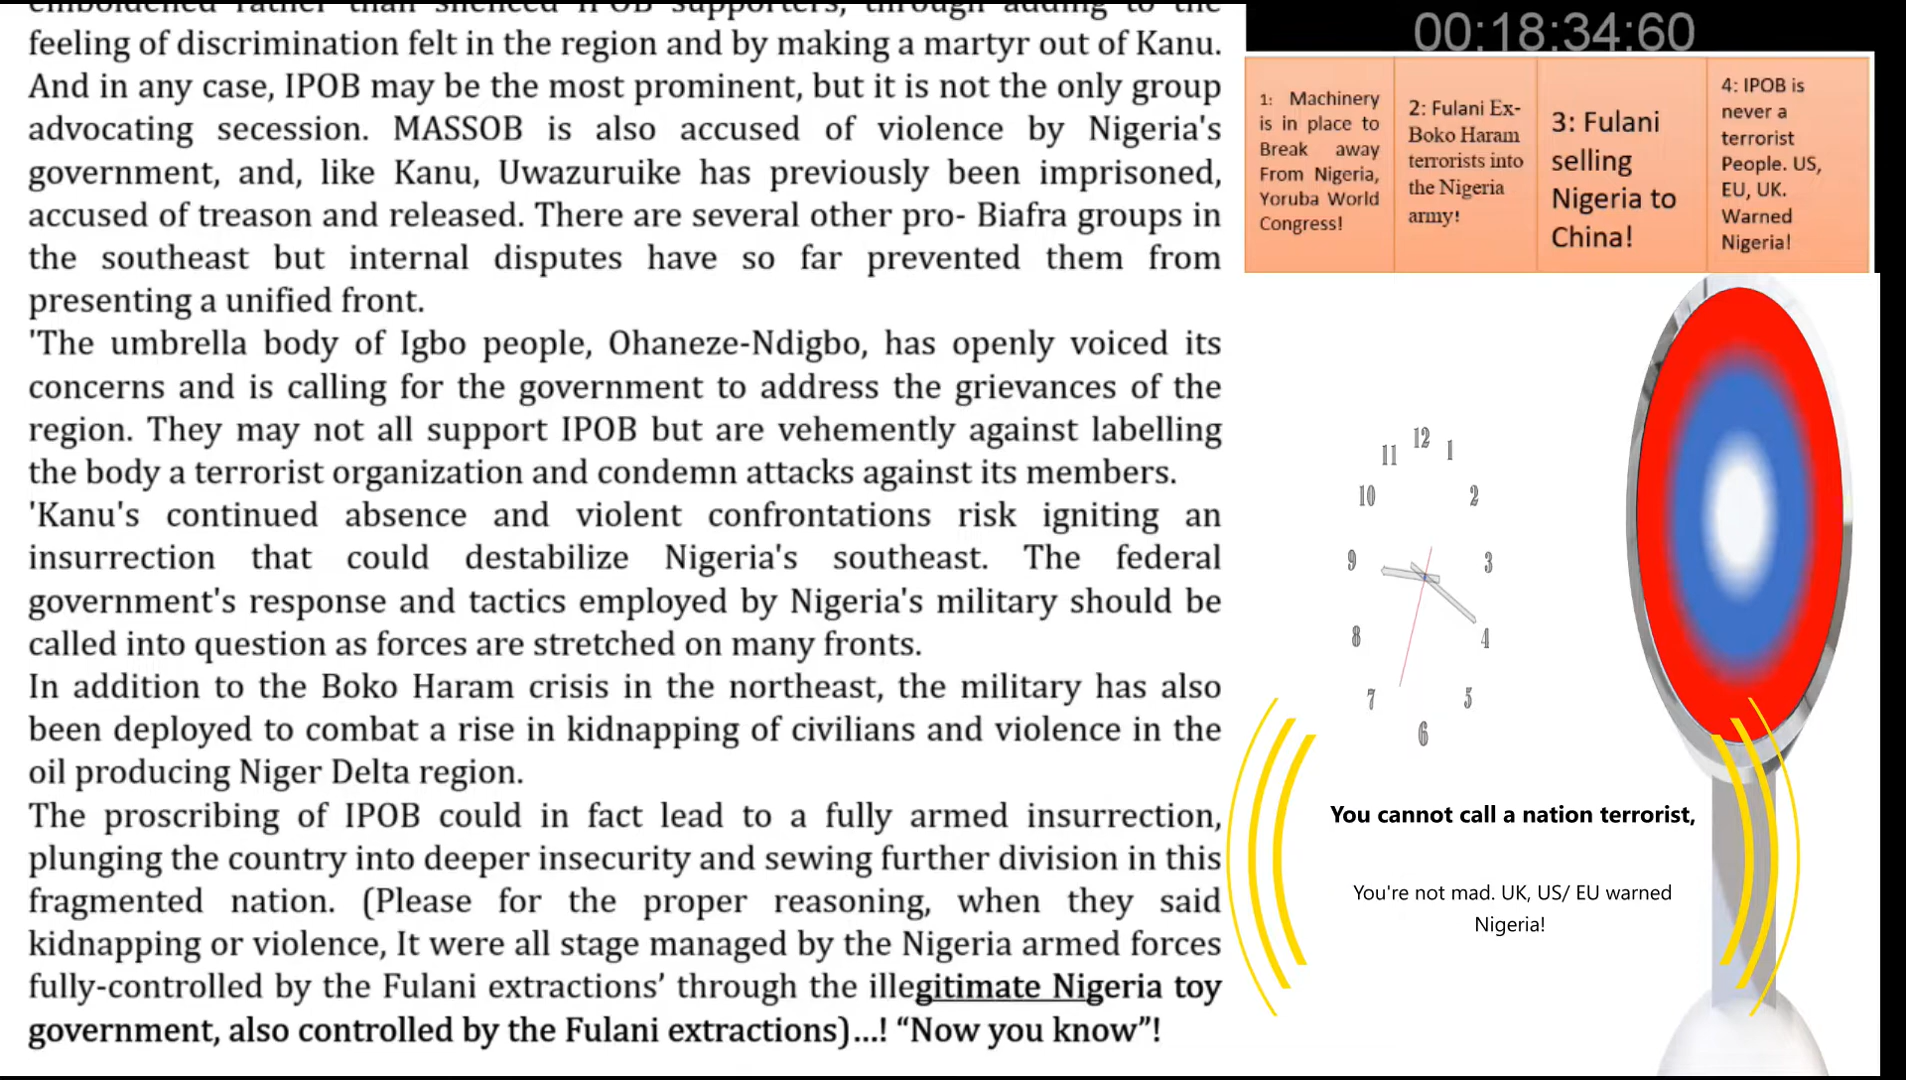 emboldened rather than silenced IPOB supporters, through adding to the
feeling of discrimination felt in the region and by making a martyr out of Kanu.
And in any case, IPOB may be the most prominent, but it is not the only group
advocating secession. MASSOB is also accused of violence by Nigeria's
government, and, like Kanu, Uwazuruike has previously been imprisoned,
accused of treason and released. There are several other pro- Biafra groups in
the southeast but internal disputes have so far prevented them from
presenting a unified front.
'The umbrella body of Igbo people, Ohaneze-Ndigbo, has openly voiced its
concerns and is calling for the government to address the grievances of the
region. They may not all support IPOB but are vehemently against labelling
the body a terrorist organization and condemn attacks against its members.
'Kanu's continued absence and violent confrontations risk igniting an
insurrection that could destabilize Nigeria's southeast. The federal
government's response and tactics employed by Nigeria's military should be
called into question as forces are stretched on many fronts.
In addition to the Boko Haram crisis in the northeast, the military has also
been deployed to combat a rise in kidnapping of civilians and violence in the
oil producing Niger Delta region.
The proscribing of IPOB could in fact lead to a fully armed insurrection,
plunging the country into deeper insecurity and sewing further division in this
fragmented nation. (Please for the proper reasoning, when they said
kidnapping or violence, It were all stage managed by the Nigeria armed forces
fully-controlled by the Fulani extractions’ through the illegitimate Nigeria toy
government, also controlled by the Fulani extractions)...! “Now you know”!
00:18:34:60
1: Machinery
is in place to
Break away
From Nigeria,
Yoruba World
Congress!
2: Fulani Ex-
Boko Haram
terrorists into
the Nigeria
army!
3: Fulani
selling
Nigeria to
China!
4: IPOB is
never a
terrorist
People. US,
EU, UK.
Warned
Nigeria!
12
1
2
3
4
5
6
7
8
9
10
11
You cannot call a nation terrorist,
You're not mad. UK, US/ EU warned
Nigeria!